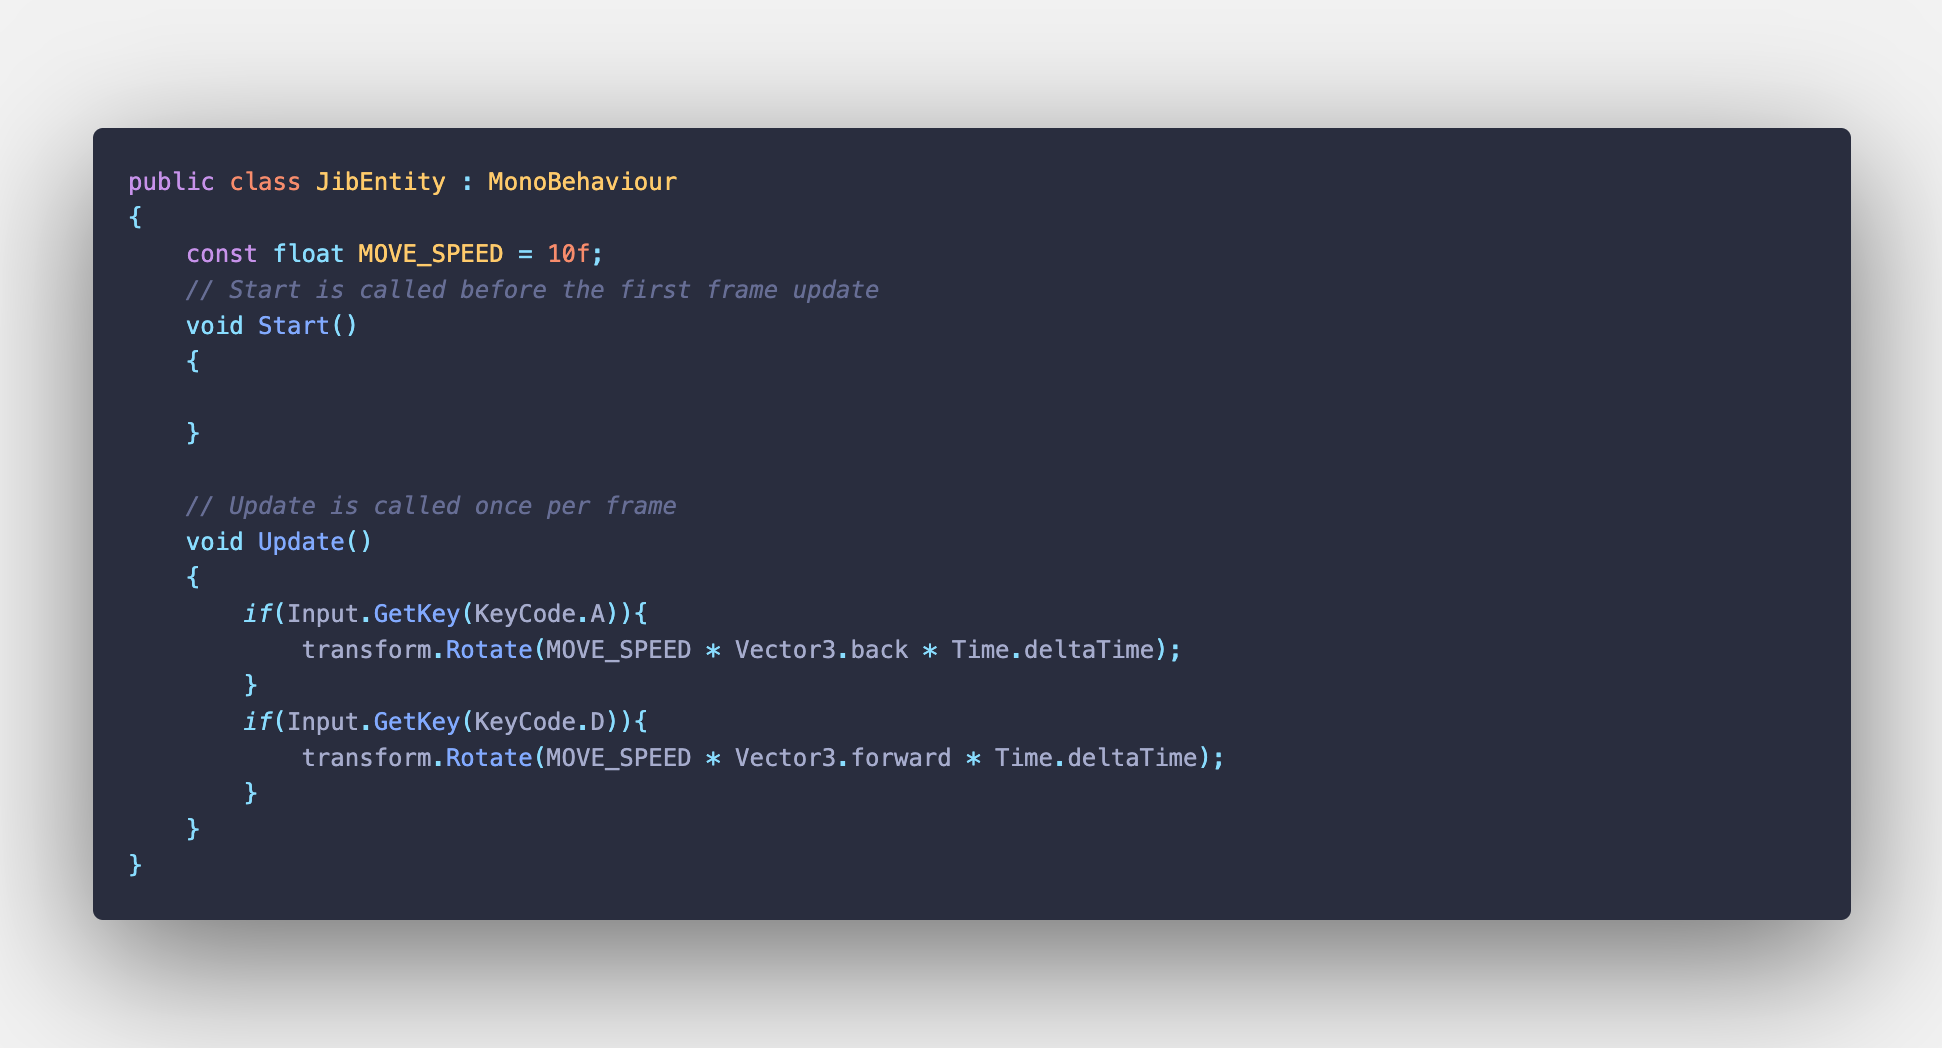 public class JibEntity : MonoBehaviour
{
    const float MOVE_SPEED = 10f;
    // Start is called before the first frame update
    void Start()
    {

    }

    // Update is called once per frame
    void Update()
    {
        if(Input.GetKey(KeyCode.A)){
            transform.Rotate(MOVE_SPEED * Vector3.back * Time.deltaTime);
        }
        if(Input.GetKey(KeyCode.D)){
            transform.Rotate(MOVE_SPEED * Vector3.forward * Time.deltaTime);
        }
    }
}